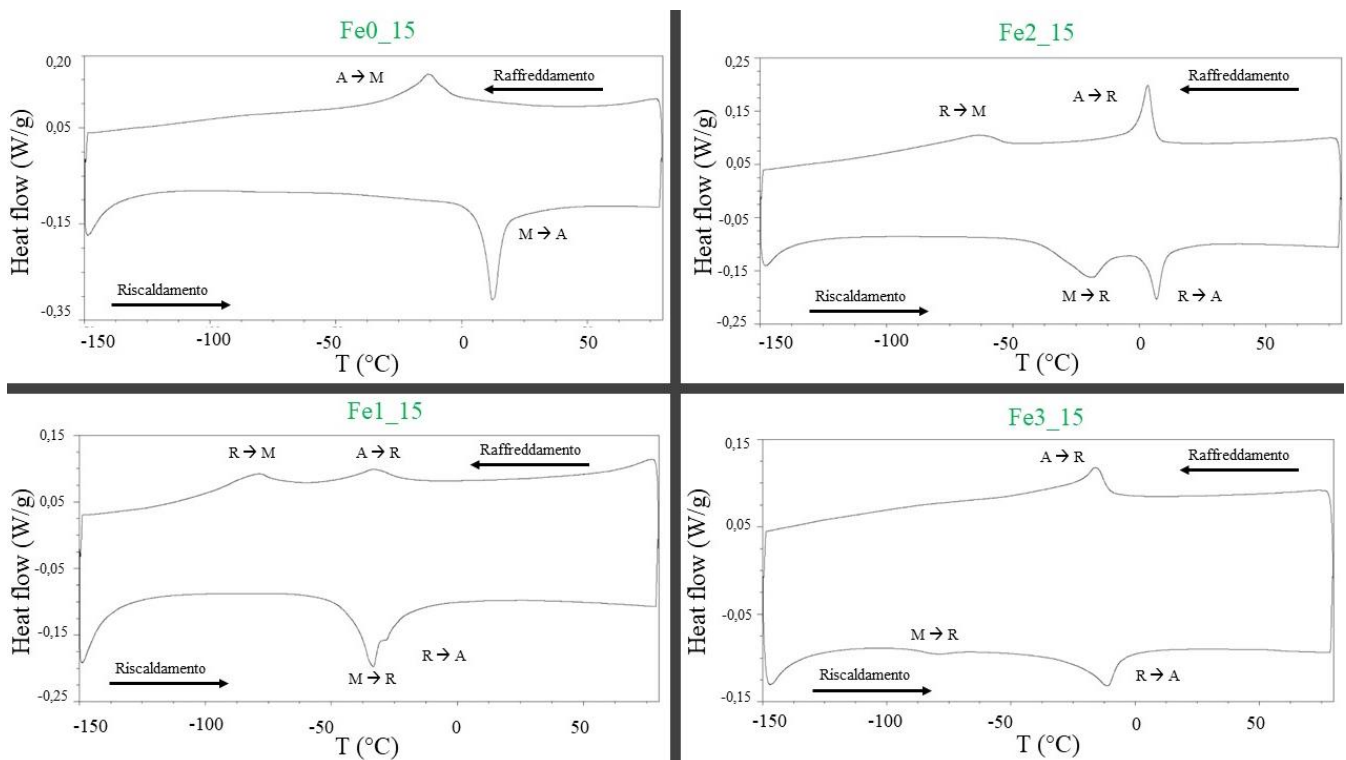 Fe0_15
0,20
0,05
-0,15
-0,35
Heat flow (W/g)
A → M
Raffreddamento
M → A
Riscaldamento
-150
-100
-50
0
50
T (°C)
Fe2_15
0,25
0,15
0,05
-0,05
-0,15
-0,25
Heat flow (W/g)
R → M
A → R
Raffreddamento
Riscaldamento
M → R
R → A
-150
-100
-50
0
50
T (°C)
Fe1_15
0,15
0,05
-0,05
-0,15
-0,25
Heat flow (W/g)
R → M
A → R
Raffreddamento
Riscaldamento
R → A
M → R
-150
-100
-50
0
50
T (°C)
Fe3_15
0,15
0,05
-0,05
-0,15
Heat flow (W/g)
A → R
Raffreddamento
M → R
Riscaldamento
R → A
-150
-100
-50
0
50
T (°C)